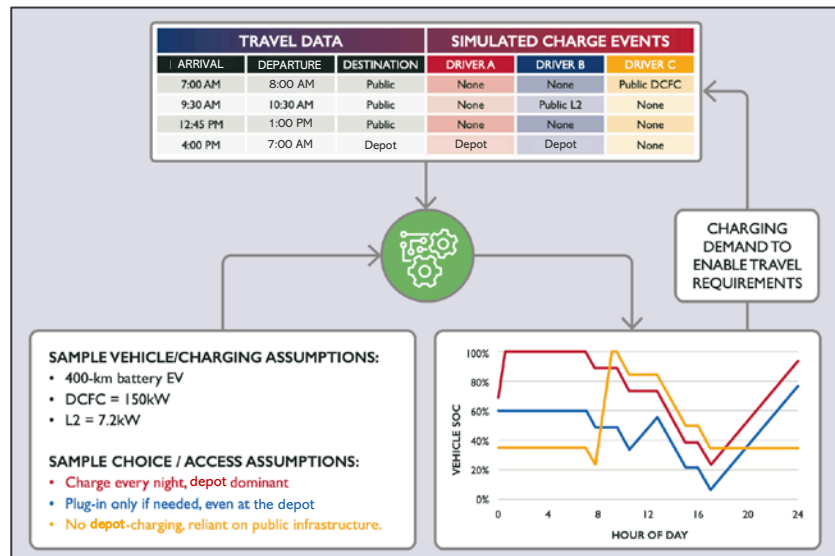 TRAVEL DATA SIMULATED CHARGE EVENTS
ARRIVAL DEPARTURE DESTINATION DRIVER A DRIVER B DRIVER C
7:00 AM 8:00 AM Public None None Public DCFC
9:30 AM 10:30 AM Public None Public L2 None
12:45 PM 1:00 PM Public None None None
4:00 PM 7:00 AM Depot Depot Depot None
CHARGING
DEMAND TO
ENABLE TRAVEL
REQUIREMENTS
SAMPLE VEHICLE/CHARGING ASSUMPTIONS:
• 400-km battery EV
• DCFC = 150kW
• L2 = 7.2kW
SAMPLE CHOICE / ACCESS ASSUMPTIONS:
• Charge every night, depot dominant
• Plug-in only if needed, even at the depot
• No depot-charging, reliant on public infrastructure.
VEHICLE SOC
100%
80%
60%
40%
20%
0%
0 4 8 12 16 20 24
HOUR OF DAY